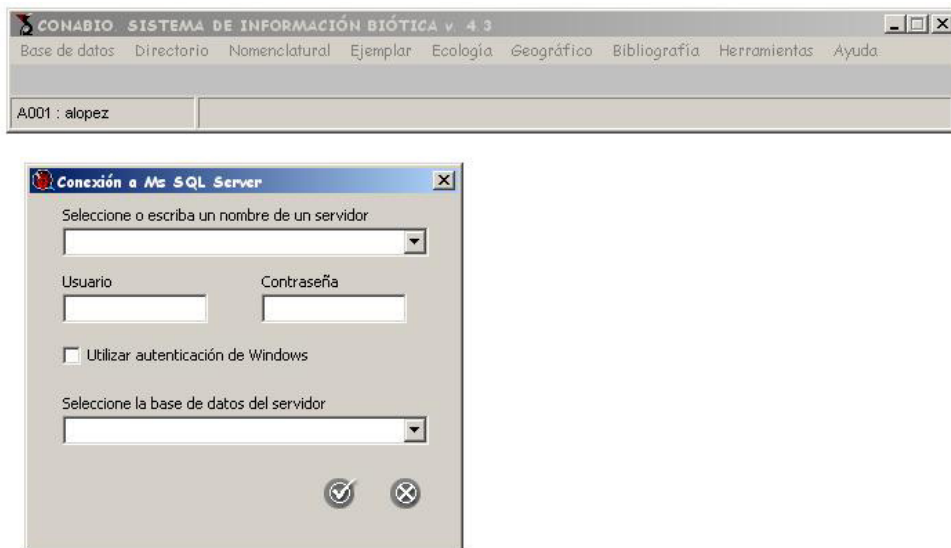 CONABIO. SISTEMA DE INFORMACIÓN BIÓTICA v. 4.3
Base de datos Directorio Nomenclatural Ejemplar Ecología Geográfico Bibliografía Herramientas Ayuda
A001 : alopez
Conexión a Ms SQL Server
Seleccione o escriba un nombre de un servidor
Usuario Contraseña
Utilizar autenticación de Windows
Seleccione la base de datos del servidor